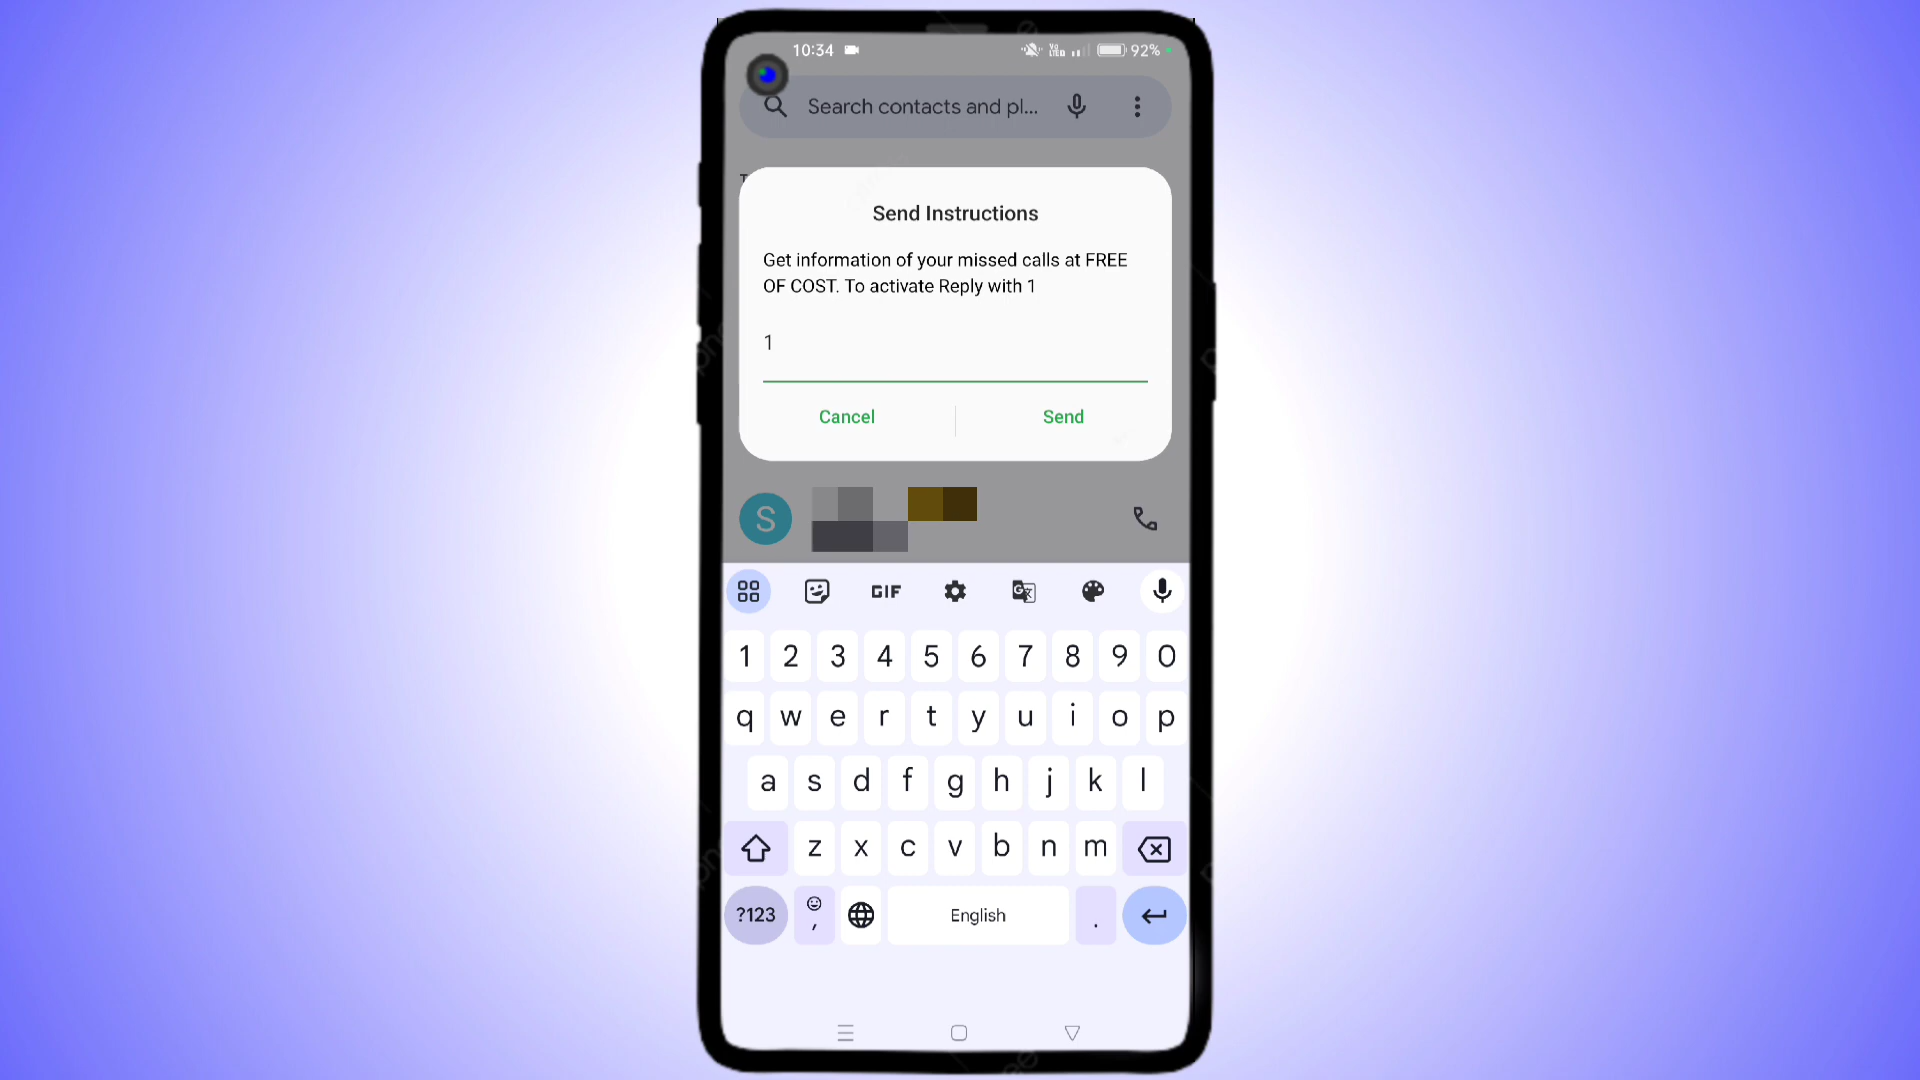 10:34
Vo
LTE
92%
Search contacts and pl...
T
Send Instructions
Get information of your missed calls at FREE
OF COST. To activate Reply with 1
1
Cancel
Send
S
GIF
1 2 3 4 5 6 7 8 9 0
q w e r t y u i o p
a s d f g h j k l
z x c v b n m
?123
,
English
.